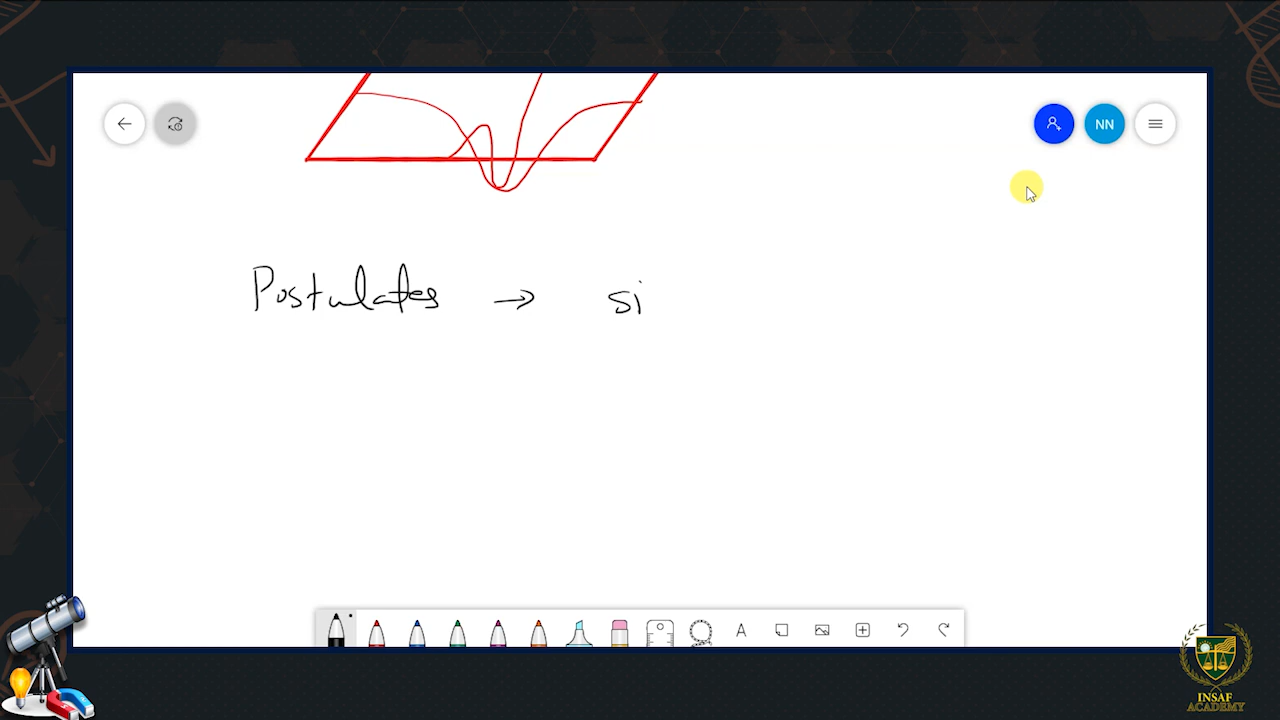 NN
Postulates → si
A
INSAF
ACADEMY